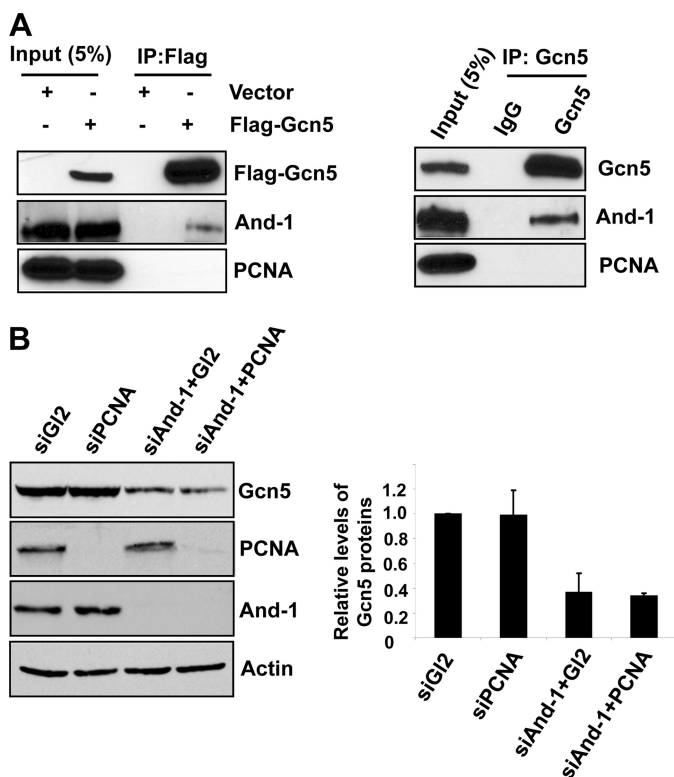 A
Input (5%) IP:Flag
+ - + - Vector
- + - + Flag-Gcn5
Flag-Gcn5
And-1
PCNA
Input (5%)
IP: Gcn5
IgG
Gcn5
Gcn5
And-1
PCNA
B
siGl2
siPCNA
siAnd-1+Gl2
siAnd-1+PCNA
Gcn5
PCNA
And-1
Actin
Relative levels of
Gcn5 proteins
1.2
1.0
0.8
0.6
0.4
0.2
0
siGl2
siPCNA
siAnd-1+Gl2
siAnd-1+PCNA